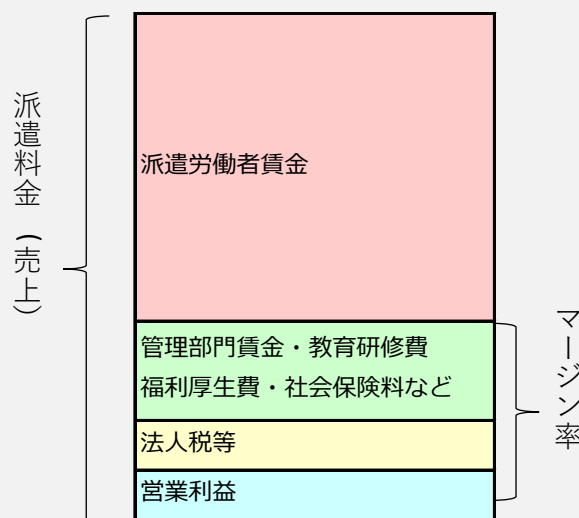 派遣料金（売上）
派遣労働者賃金
管理部門賃金・教育研修費
福利厚生費・社会保険料など
法人税等
営業利益
マージン率